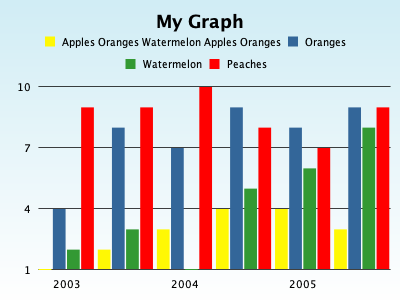 My Graph
Apples Oranges Watermelon Apples Oranges Oranges
Watermelon Peaches
10
7
4
1
2003 2004 2005